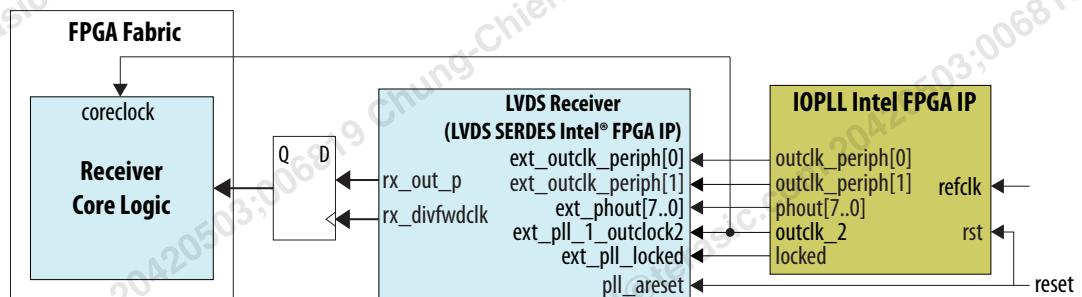 FPGA Fabric
coreclock
Receiver
Core Logic
Q D
LVDS Receiver
(LVDS SERDES Intel® FPGA IP)
rx_out_p
rx_divfwdclk
ext_outclk_periph[0]
ext_outclk_periph[1]
ext_phout[7..0]
ext_pll_1_outclock2
ext_pll_locked
pll_areset
IOPLL Intel FPGA IP
outclk_periph[0]
outclk_periph[1]
phout[7..0]
outclk_2
locked
refclk
rst
reset